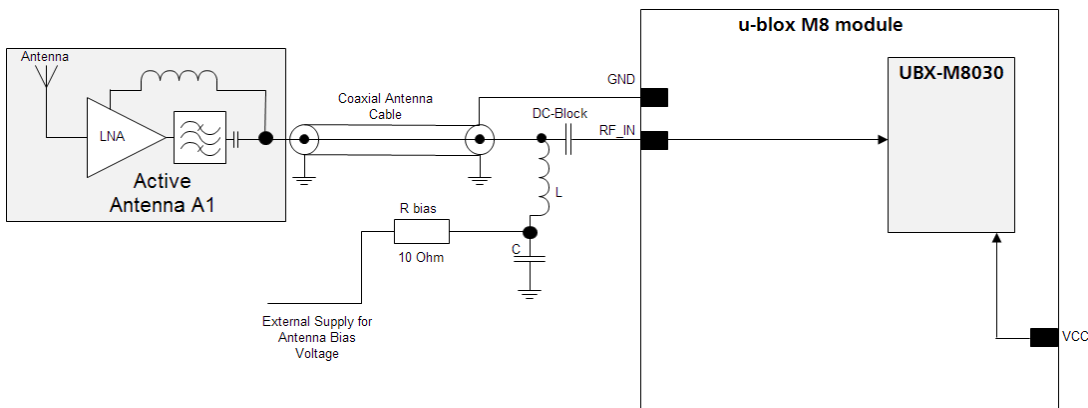 u-blox M8 module
Antenna
UBX-M8030
GND
Coaxial Antenna
Cable
DC-Block
RF_IN
LNA
Active
Antenna A1
L
R bias
10 Ohm
C
External Supply for
Antenna Bias
Voltage
VCC